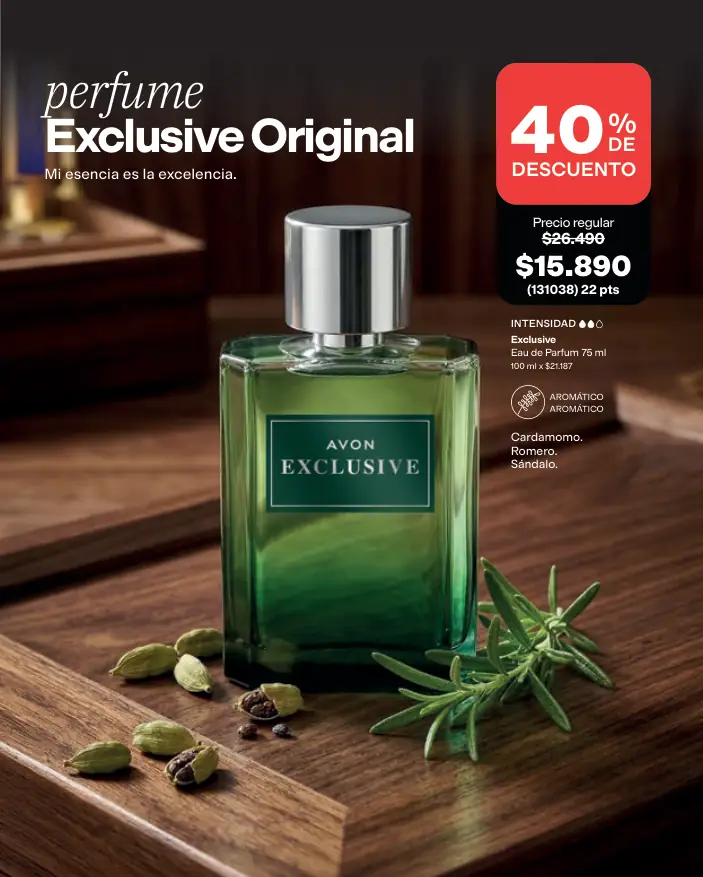 perfume
Exclusive Original
Mi esencia es la excelencia.
40%
DE
DESCUENTO
Precio regular
$26.490
$15.890
(131038) 22 pts
INTENSIDAD
Exclusive
Eau de Parfum 75 ml
100 ml x $21.187
AROMÁTICO
AROMÁTICO
Cardamomo.
Romero.
Sándalo.
AVON
EXCLUSIVE